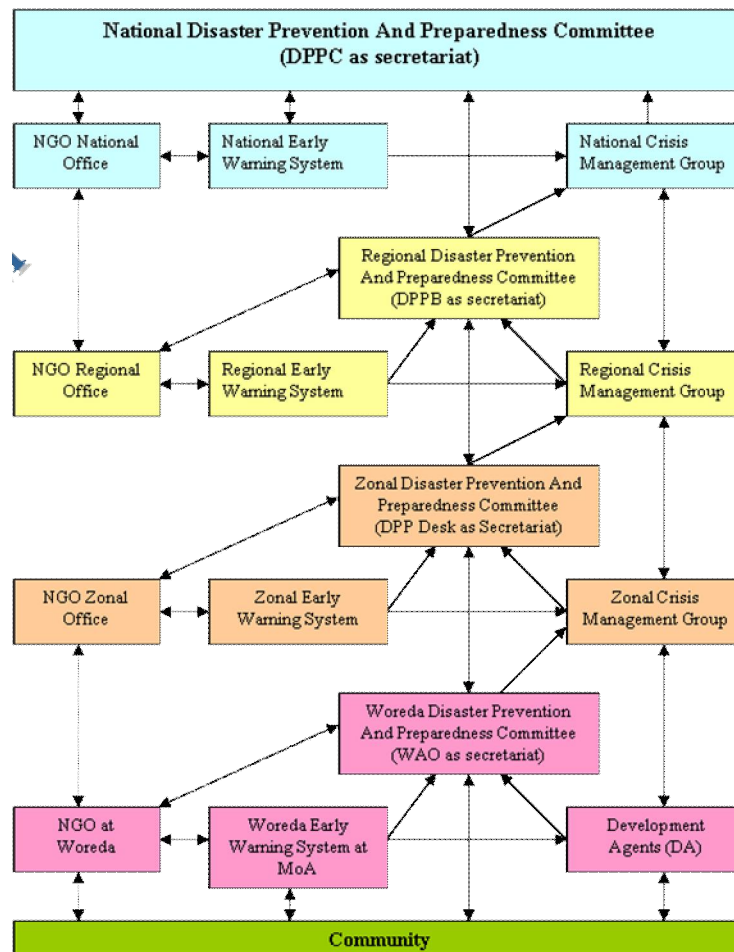 National Disaster Prevention And Preparedness Committee
(DPPC as secretariat)
NGO National
Office
National Early
Warning System
National Crisis
Management Group
Regional Disaster Prevention
And Preparedness Committee
(DPPB as secretariat)
NGO Regional
Office
Regional Early
Warning System
Regional Crisis
Management Group
Zonal Disaster Prevention And
Preparedness Committee
(DPP Desk as Secretariat)
NGO Zonal
Office
Zonal Early
Warning System
Zonal Crisis
Management Group
Woreda Disaster Prevention
And Preparedness Committee
(WAO as secretariat)
NGO at
Woreda
Woreda Early
Warning System at
MoA
Development
Agents (DA)
Community